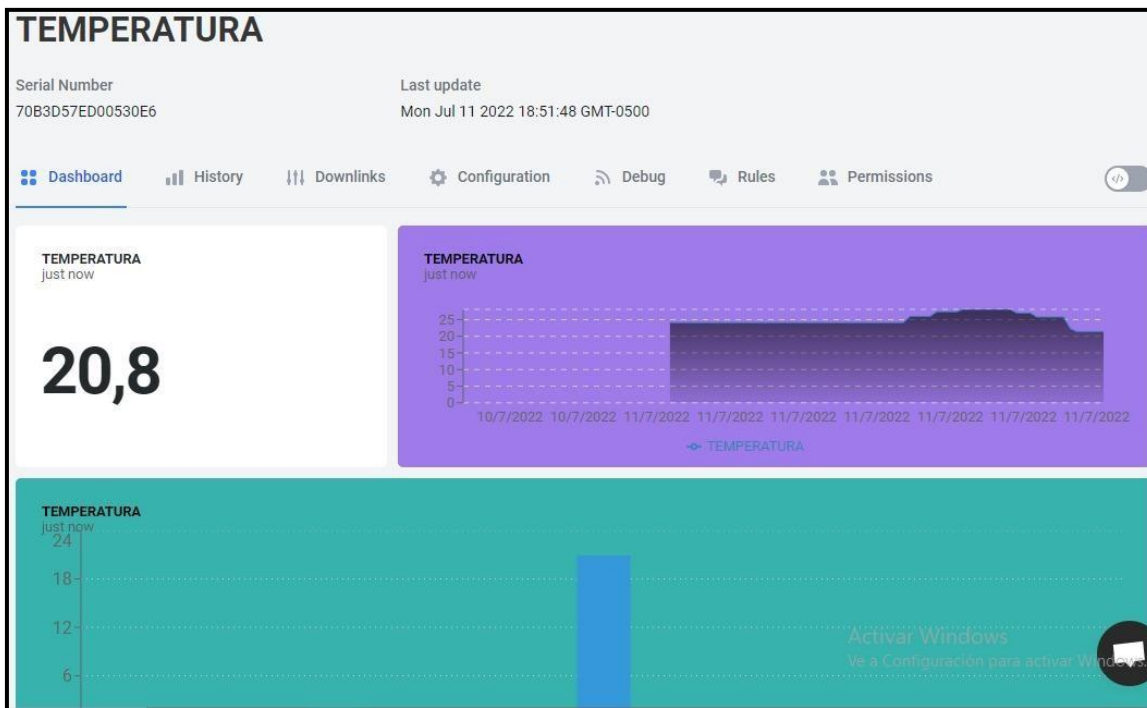 TEMPERATURA
Serial Number
70B3D57ED00530E6
Last update
Mon Jul 11 2022 18:51:48 GMT-0500
Dashboard History Downlinks Configuration Debug Rules Permissions
TEMPERATURA
just now
20,8
TEMPERATURA
just now
25
20
15
10
5
0
10/7/2022 10/7/2022 11/7/2022 11/7/2022 11/7/2022 11/7/2022 11/7/2022 11/7/2022 11/7/2022
TEMPERATURA
TEMPERATURA
just now
24
18
12
6
Activar Windows
Ve a Configuración para activar Windows.